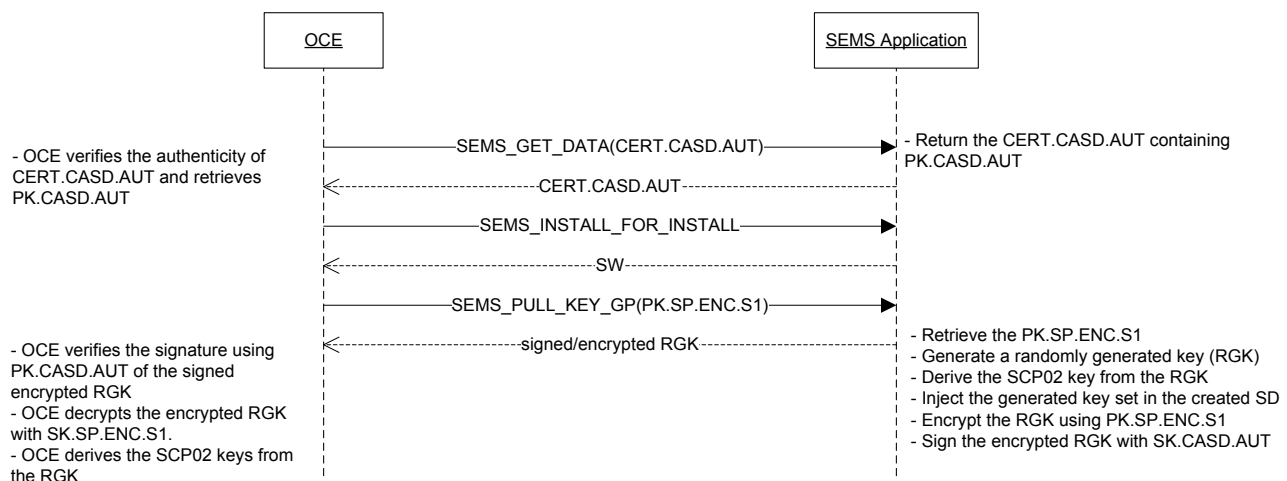 OCE
SEMS Application
- OCE verifies the authenticity of
CERT.CASD.AUT and retrieves
PK.CASD.AUT
SEMS_GET_DATA(CERT.CASD.AUT)
- Return the CERT.CASD.AUT containing
PK.CASD.AUT
CERT.CASD.AUT
SEMS_INSTALL_FOR_INSTALL
SW
SEMS_PULL_KEY_GP(PK.SP.ENC.S1)
signed/encrypted RGK
- OCE verifies the signature using
PK.CASD.AUT of the signed
encrypted RGK
- OCE decrypts the encrypted RGK
with SK.SP.ENC.S1.
- OCE derives the SCP02 keys from
the RGK
- Retrieve the PK.SP.ENC.S1
- Generate a randomly generated key (RGK)
- Derive the SCP02 key from the RGK
- Inject the generated key set in the created SD
- Encrypt the RGK using PK.SP.ENC.S1
- Sign the encrypted RGK with SK.CASD.AUT